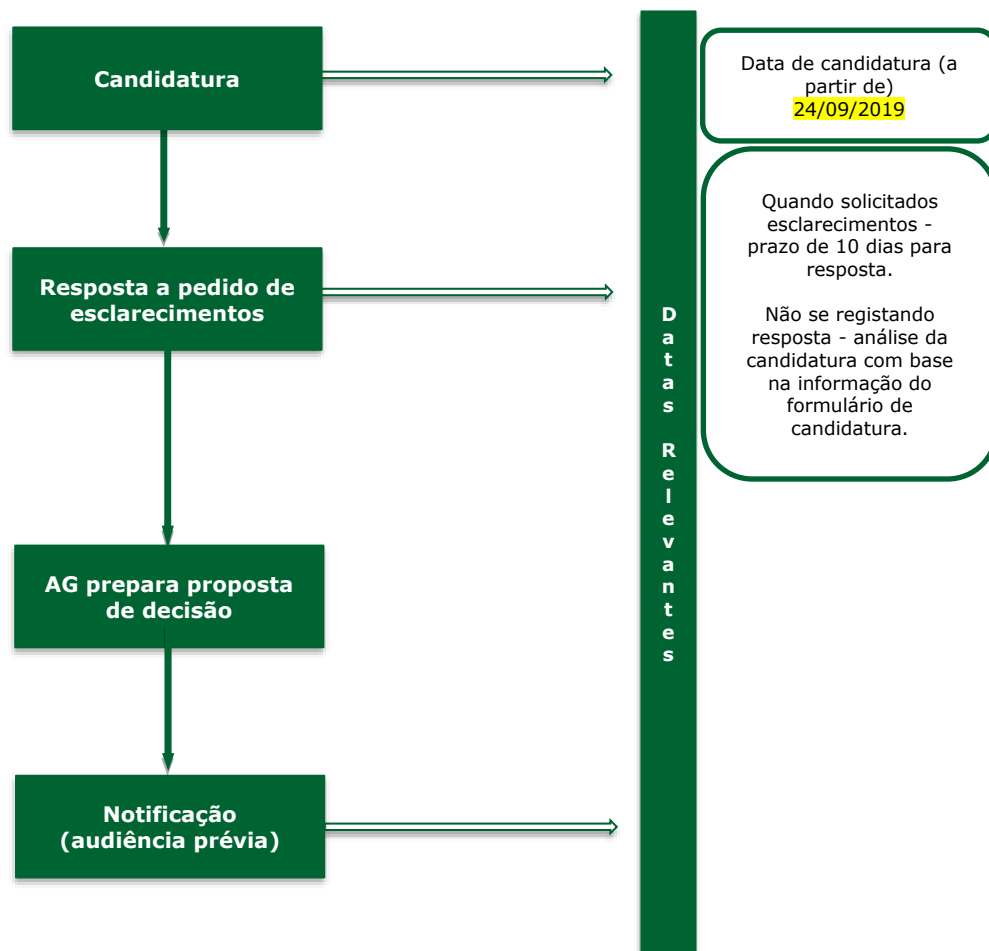 Candidatura
Data de candidatura (a
partir de)
24/09/2019
Resposta a pedido de
esclarecimentos
Quando solicitados
esclarecimentos -
prazo de 10 dias para
resposta.
Não se registando
resposta - análise da
candidatura com base
na informação do
formulário de
candidatura.
Datas Relevantes
AG prepara proposta
de decisão
Notificação
(audiência prévia)